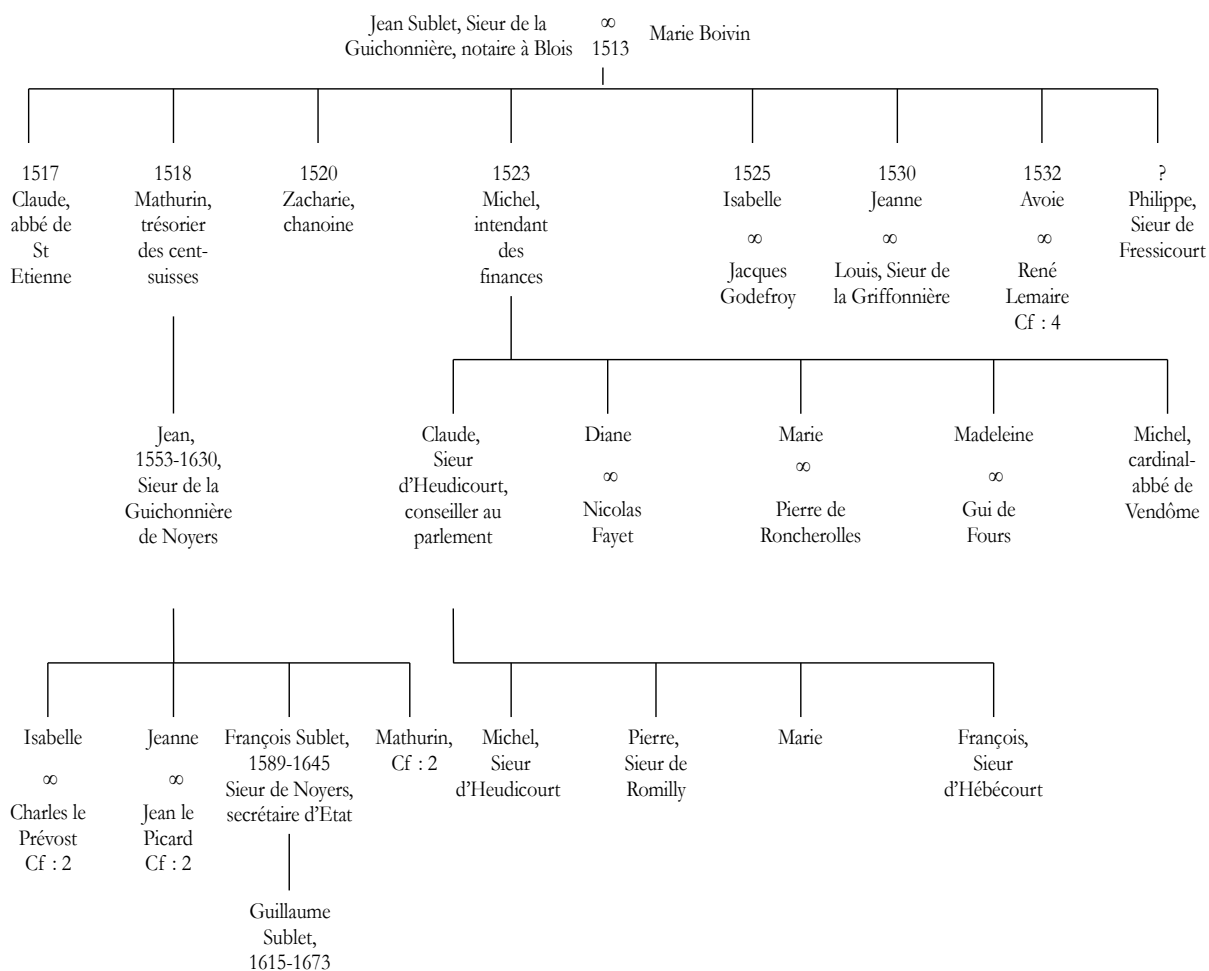 Jean Sublet, Sieur de la
Guichonnière, notaire à Blois
∞
1513
Marie Boivin
1517
Claude,
abbé de
St
Etienne
1518
Mathurin,
trésorier
des cent-
suisses
1520
Zacharie,
chanoine
1523
Michel,
intendant
des
finances
1525
Isabelle
∞
Jacques
Godefroy
1530
Jeanne
∞
Louis, Sieur de
la Griffonnière
1532
Avoie
∞
René
Lemaire
Cf : 4
?
Philippe,
Sieur de
Fressicourt
Jean,
1553-1630,
Sieur de la
Guichonnière
de Noyers
Claude,
Sieur
d’Heudicourt,
conseiller au
parlement
Diane
∞
Nicolas
Fayet
Marie
∞
Pierre de
Roncherolles
Madeleine
∞
Gui de
Fours
Michel,
cardinal-
abbé de
Vendôme
Isabelle
∞
Charles le
Prévost
Cf : 2
Jeanne
∞
Jean le
Picard
Cf : 2
François Sublet,
1589-1645
Sieur de Noyers,
secrétaire d’Etat
Mathurin,
Cf : 2
Michel,
Sieur
d’Heudicourt
Pierre,
Sieur de
Romilly
Marie
François,
Sieur
d’Hébécourt
Guillaume
Sublet,
1615-1673